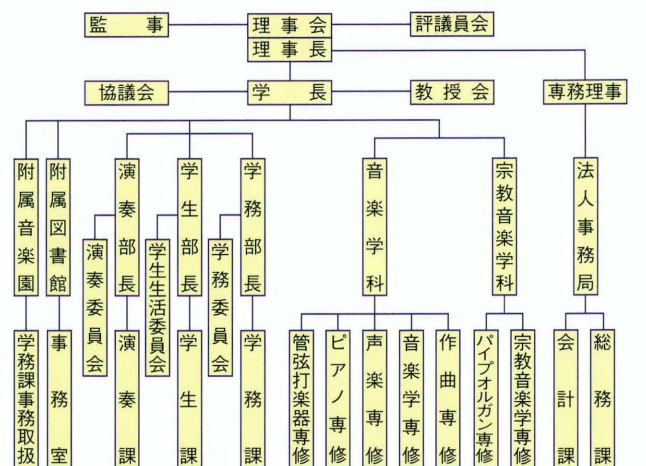 監事
理事会
評議員会
理事長
協議会
学長
教授会
専務理事
附属音楽園
附属図書館
演奏部長
学生部長
学務部長
音楽学科
宗教音楽学科
法人事務局
演奏委員会
学生生活委員会
学務委員会
学務課事務取扱
事務室
演奏課
学生課
学務課
管弦打楽器専修
ピアノ専修
声楽専修
音楽学専修
作曲専修
パイプオルガン専修
宗教音楽学専修
会計課
総務課